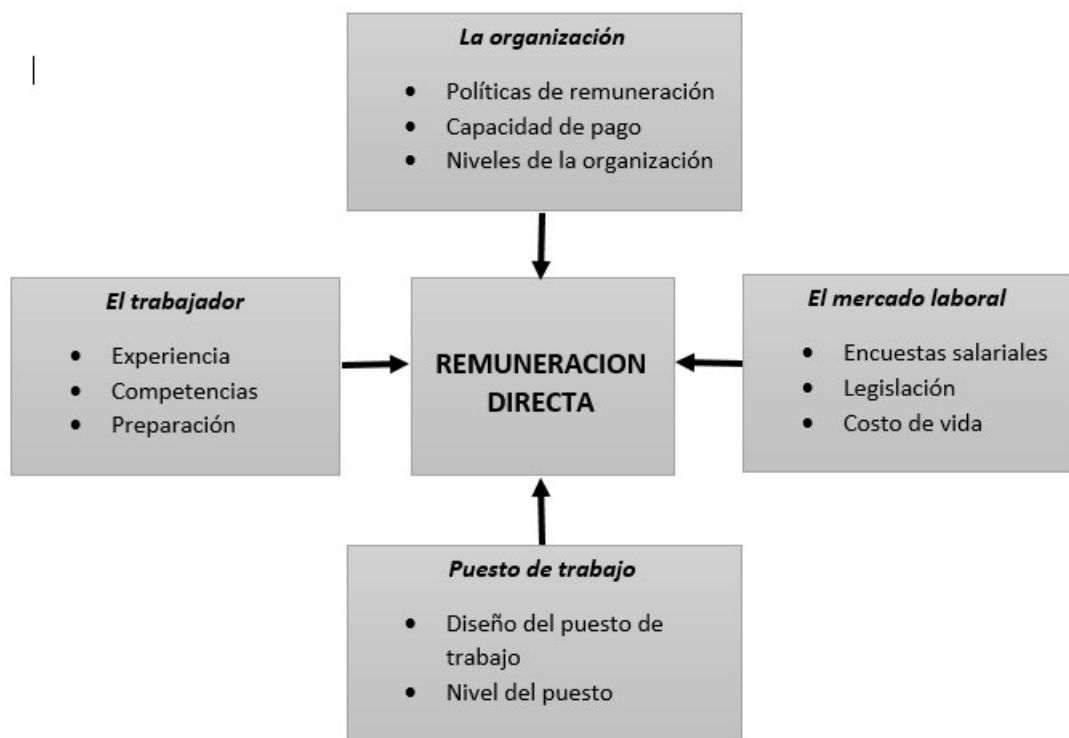 La organización
• Políticas de remuneración
• Capacidad de pago
• Niveles de la organización
El trabajador
• Experiencia
• Competencias
• Preparación
REMUNERACION
DIRECTA
El mercado laboral
• Encuestas salariales
• Legislación
• Costo de vida
Puesto de trabajo
• Diseño del puesto de
trabajo
• Nivel del puesto